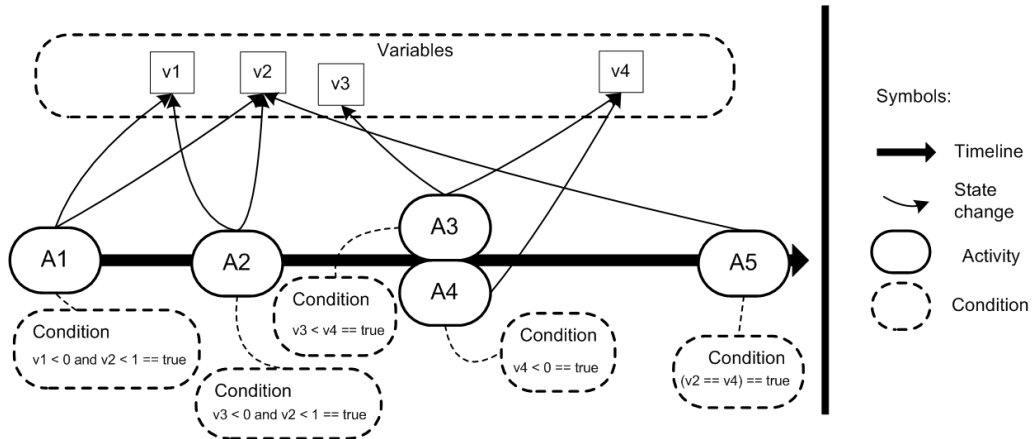 Variables
v1
v2
v3
v4
A1
A2
A3
A4
A5
Condition
v1 < 0 and v2 < 1 == true
Condition
v3 < 0 and v2 < 1 == true
Condition
v3 < v4 == true
Condition
v4 < 0 == true
Condition
(v2 == v4) == true
Symbols:
Timeline
State
change
Activity
Condition